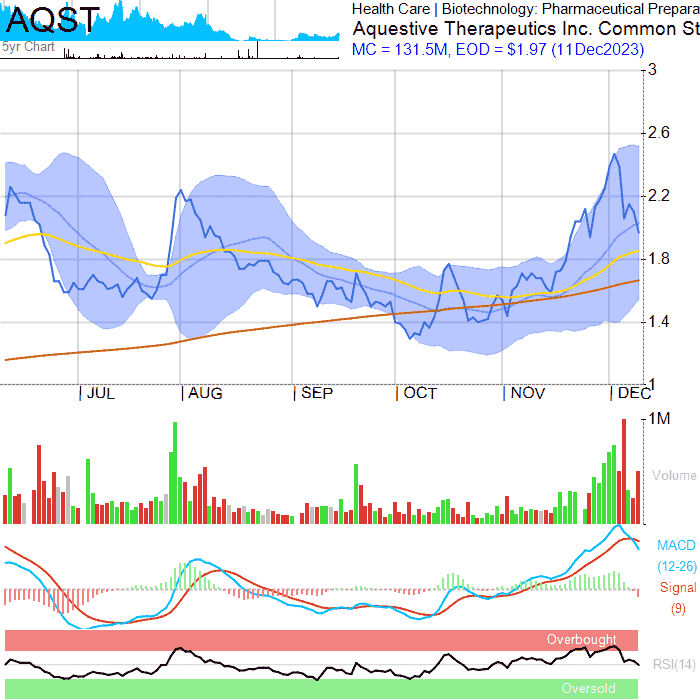 AQST
5yr Chart
Health Care | Biotechnology: Pharmaceutical Prepara
Aquestive Therapeutics Inc. Common St
MC = 131.5M, EOD = $1.97 (11Dec2023)
3
2.6
2.2
1.8
1.4
1
JUL AUG SEP OCT NOV DEC
1M
Volume
MACD
(12-26)
Signal
(9)
Overbought
RSI(14)
Oversold